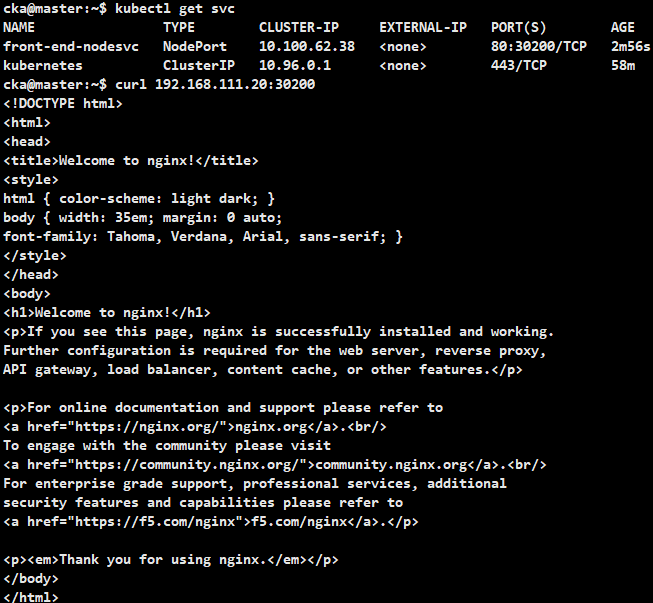 cka@master:~$ kubectl get svc
NAME TYPE CLUSTER-IP EXTERNAL-IP PORT(S) AGE
front-end-nodesvc NodePort 10.100.62.38 <none> 80:30200/TCP 2m56s
kubernetes ClusterIP 10.96.0.1 <none> 443/TCP 58m
cka@master:~$ curl 192.168.111.20:30200
<!DOCTYPE html>
<html>
<head>
<title>Welcome to nginx!</title>
<style>
html { color-scheme: light dark; }
body { width: 35em; margin: 0 auto;
font-family: Tahoma, Verdana, Arial, sans-serif; }
</style>
</head>
<body>
<h1>Welcome to nginx!</h1>
<p>If you see this page, nginx is successfully installed and working.
Further configuration is required for the web server, reverse proxy,
API gateway, load balancer, content cache, or other features.</p>

<p>For online documentation and support please refer to
<a href="https://nginx.org/">nginx.org</a>.<br/>
To engage with the community please visit
<a href="https://community.nginx.org/">community.nginx.org</a>.<br/>
For enterprise grade support, professional services, additional
security features and capabilities please refer to
<a href="https://f5.com/nginx">f5.com/nginx</a>.</p>

<p><em>Thank you for using nginx.</em></p>
</body>
</html>